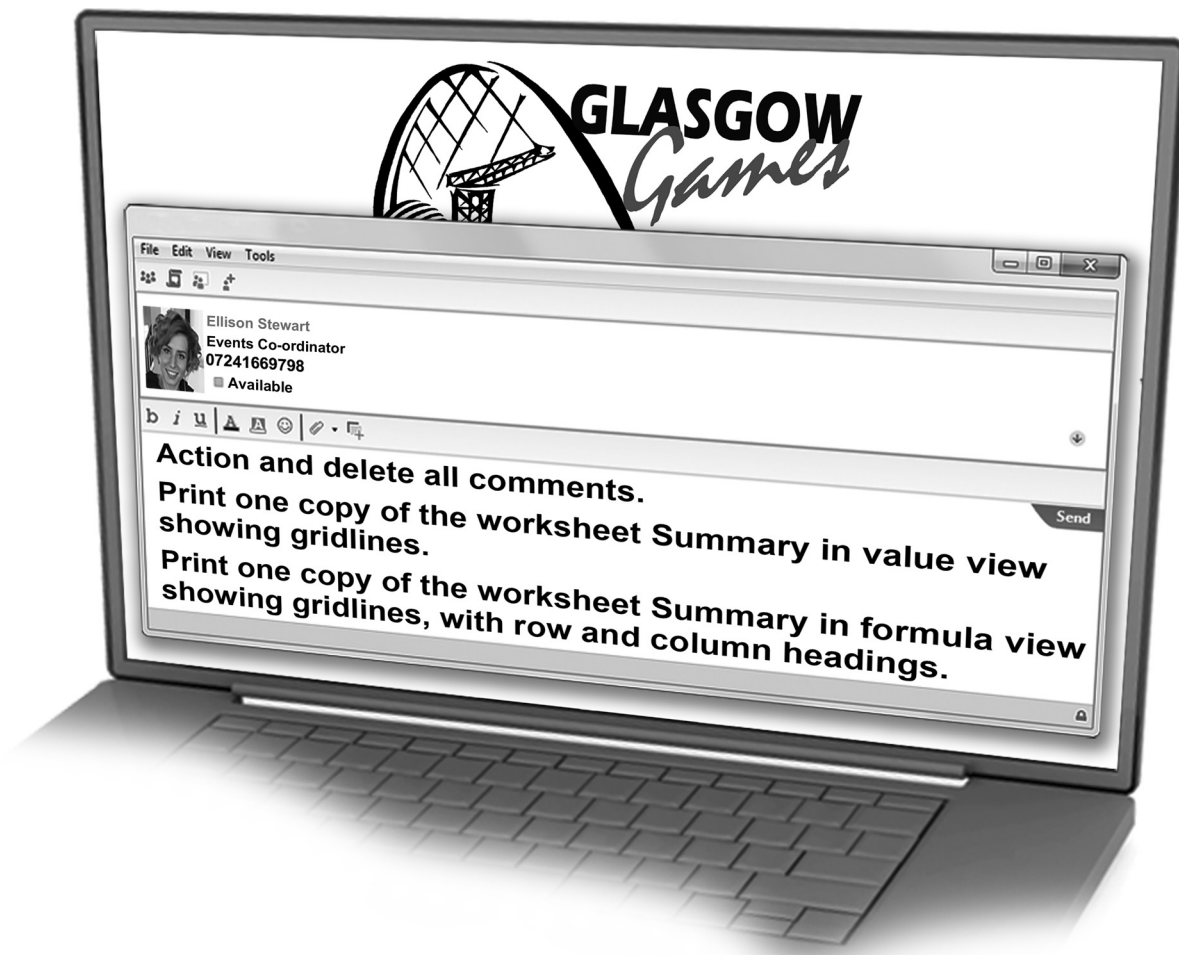 GLASGOW
Games
File Edit View Tools
x
Ellison Stewart
Events Co-ordinator
07241669798
Available
b i u A A
Action and delete all comments.
Send
Print one copy of the worksheet Summary in value view
showing gridlines.
Print one copy of the worksheet Summary in formula view
showing gridlines, with row and column headings.